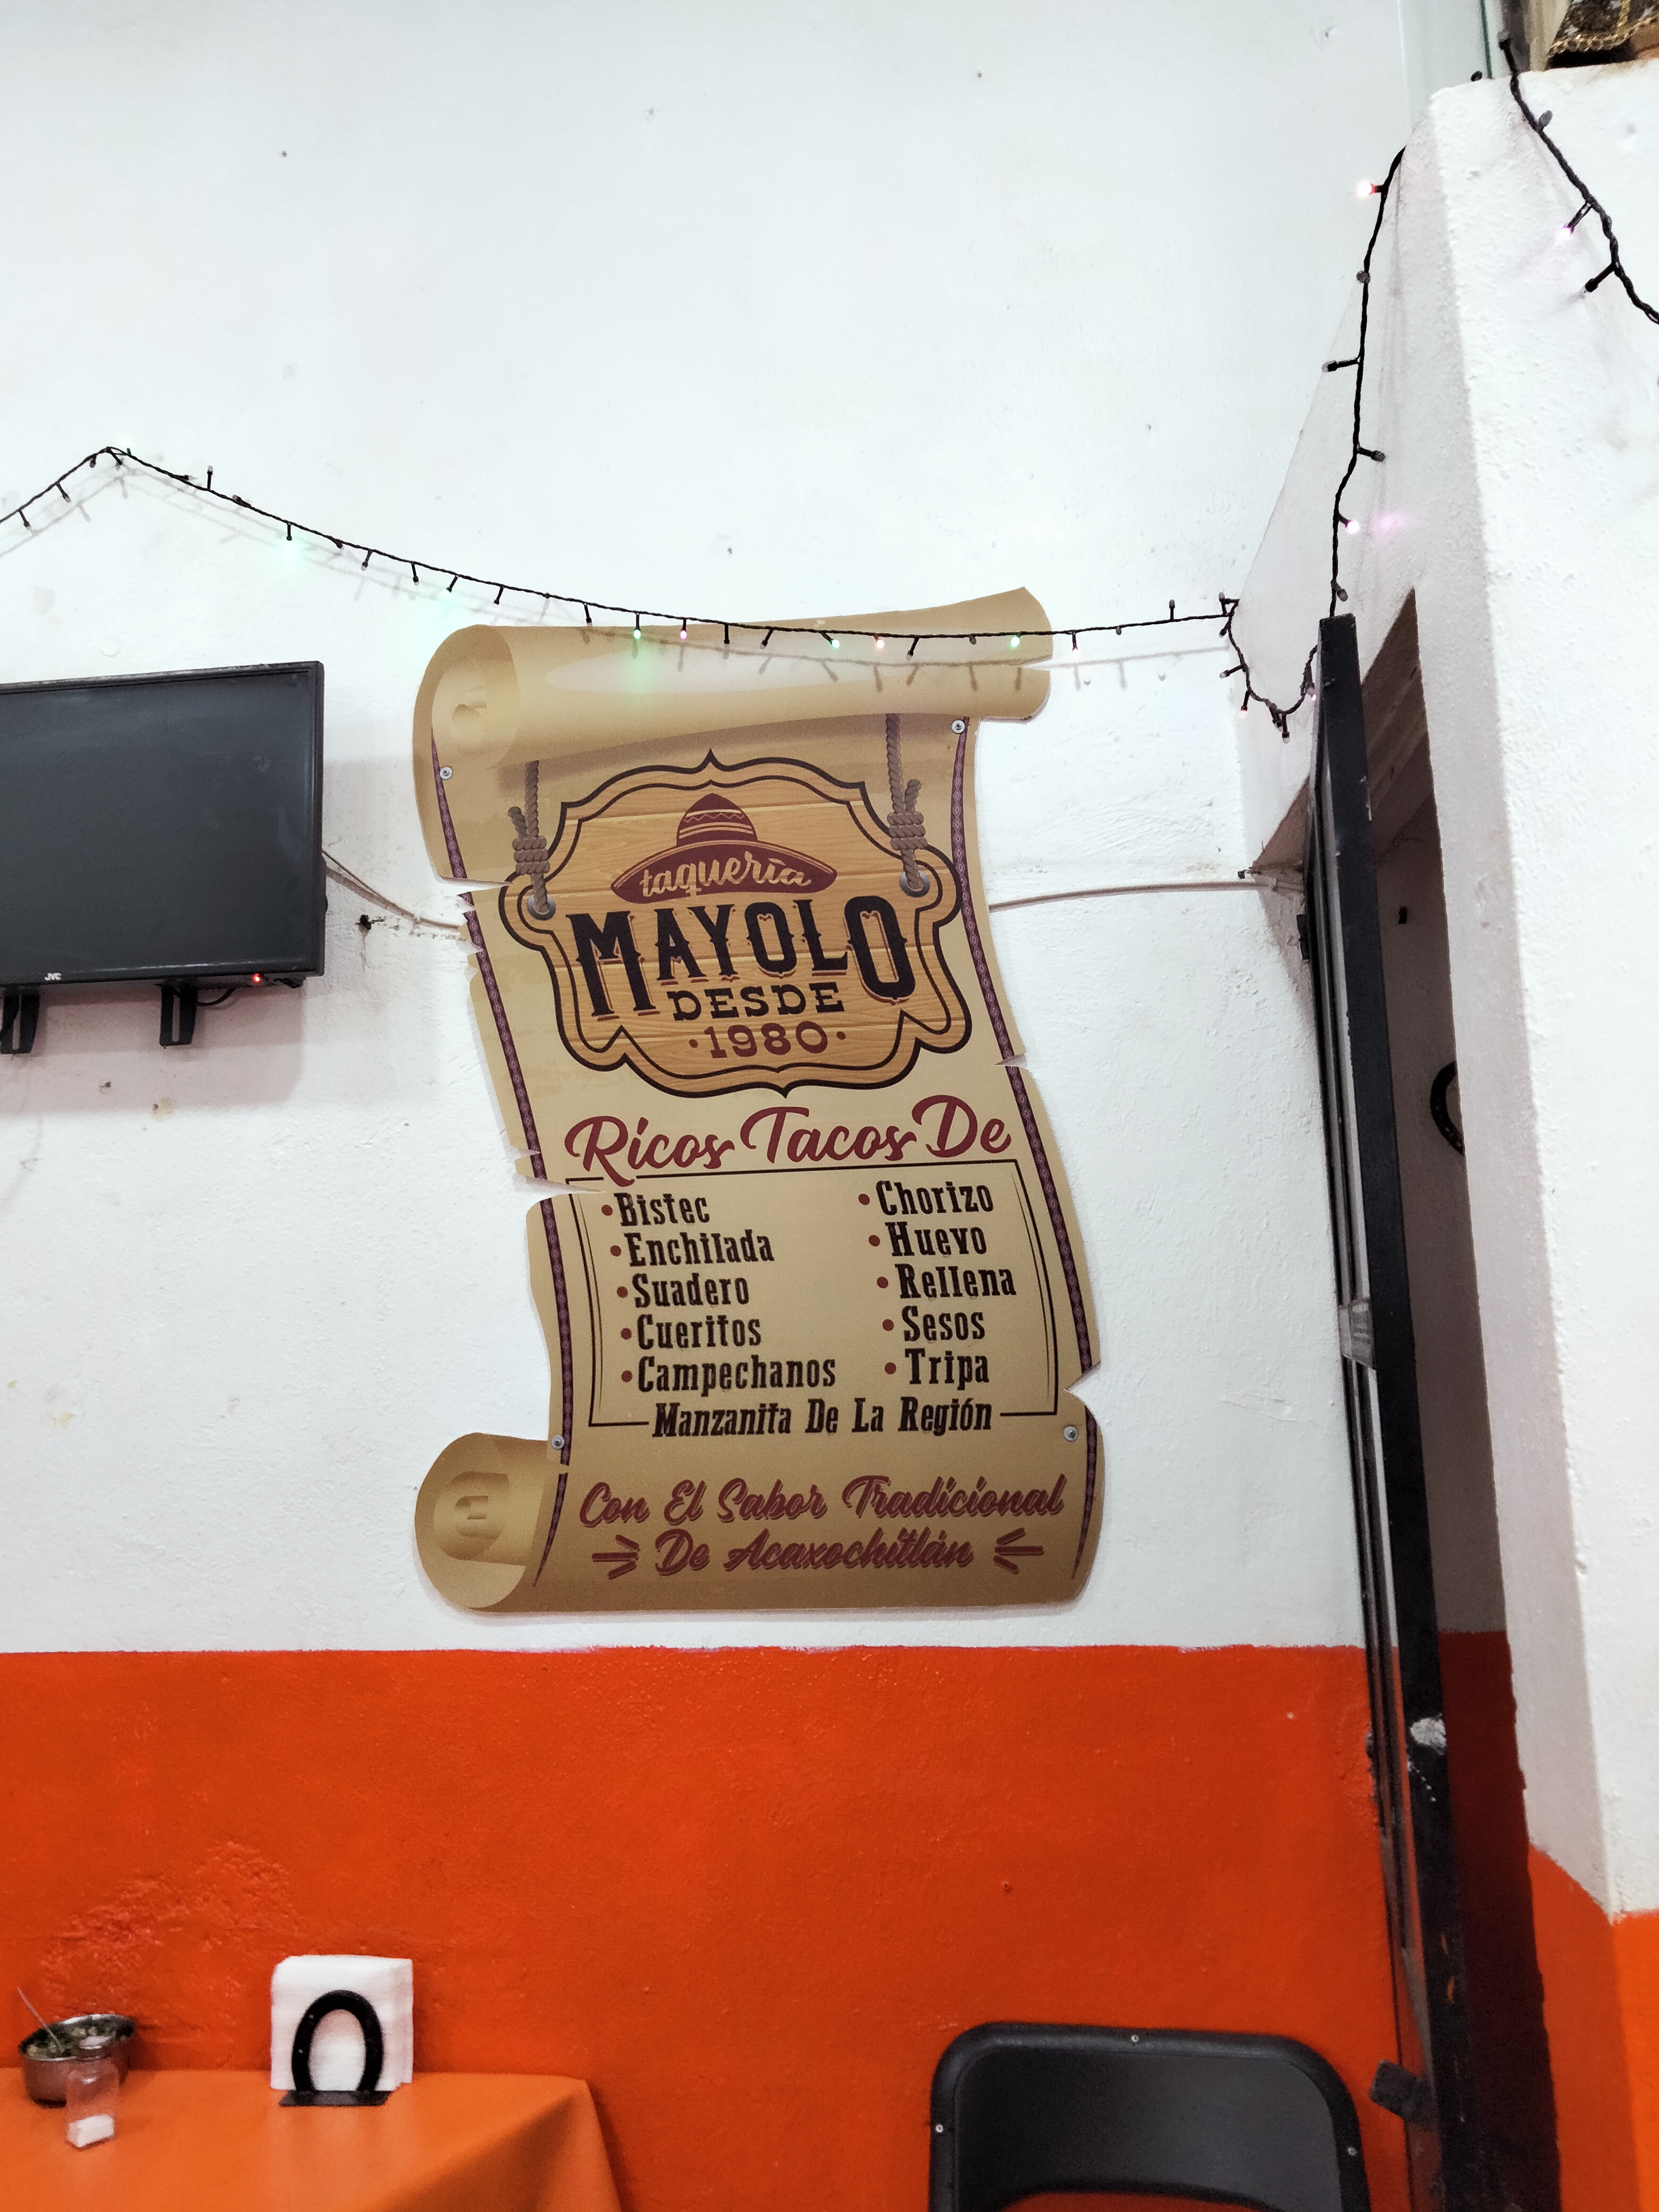 JVC
taquería
MAYOLO
DESDE
·1980·
Ricos Tacos De
•Bistec
•Enchilada
•Suadero
•Cueritos
•Campechanos
•Chorizo
•Huevo
•Rellena
•Sesos
•Tripa
Manzanita De La Región
Con El Sabor Tradicional
De Acaxochitlán